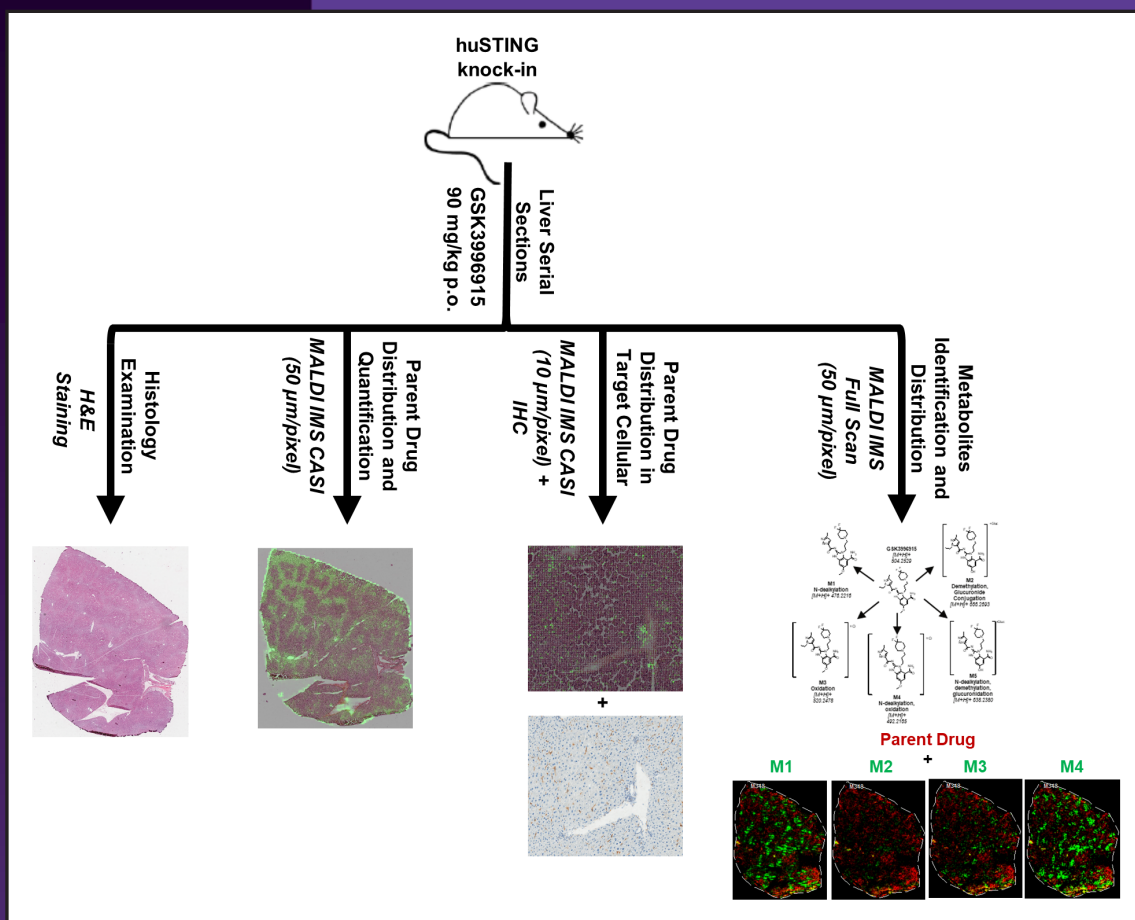 huSTING
knock-in
Liver Serial
Sections
GSK3996915
90 mg/kg p.o.
Histology
Examination
H&E
Staining
Parent Drug
Distribution and
Quantification
MALDI IMS CASI
(50 µm/pixel)
Parent Drug
Distribution in
Target Cellular
MALDI IMS CASI
(10 µm/pixel) +
IHC
Metabolites
Identification and
Distribution
MALDI IMS
Full Scan
(50 µm/pixel)
+
GSK3996915
[M+H]+
M1
N-dealkylation
[M+H]+ 476.2216
M2
Demethylation,
Glucuronide
Conjugation
M3
Oxidation
[M+H]+
M4
N-dealkylation,
oxidation
[M+H]+
M5
N-dealkylation,
demethylation,
glucuronidation
Parent Drug
+
M1
M2
M3
M4